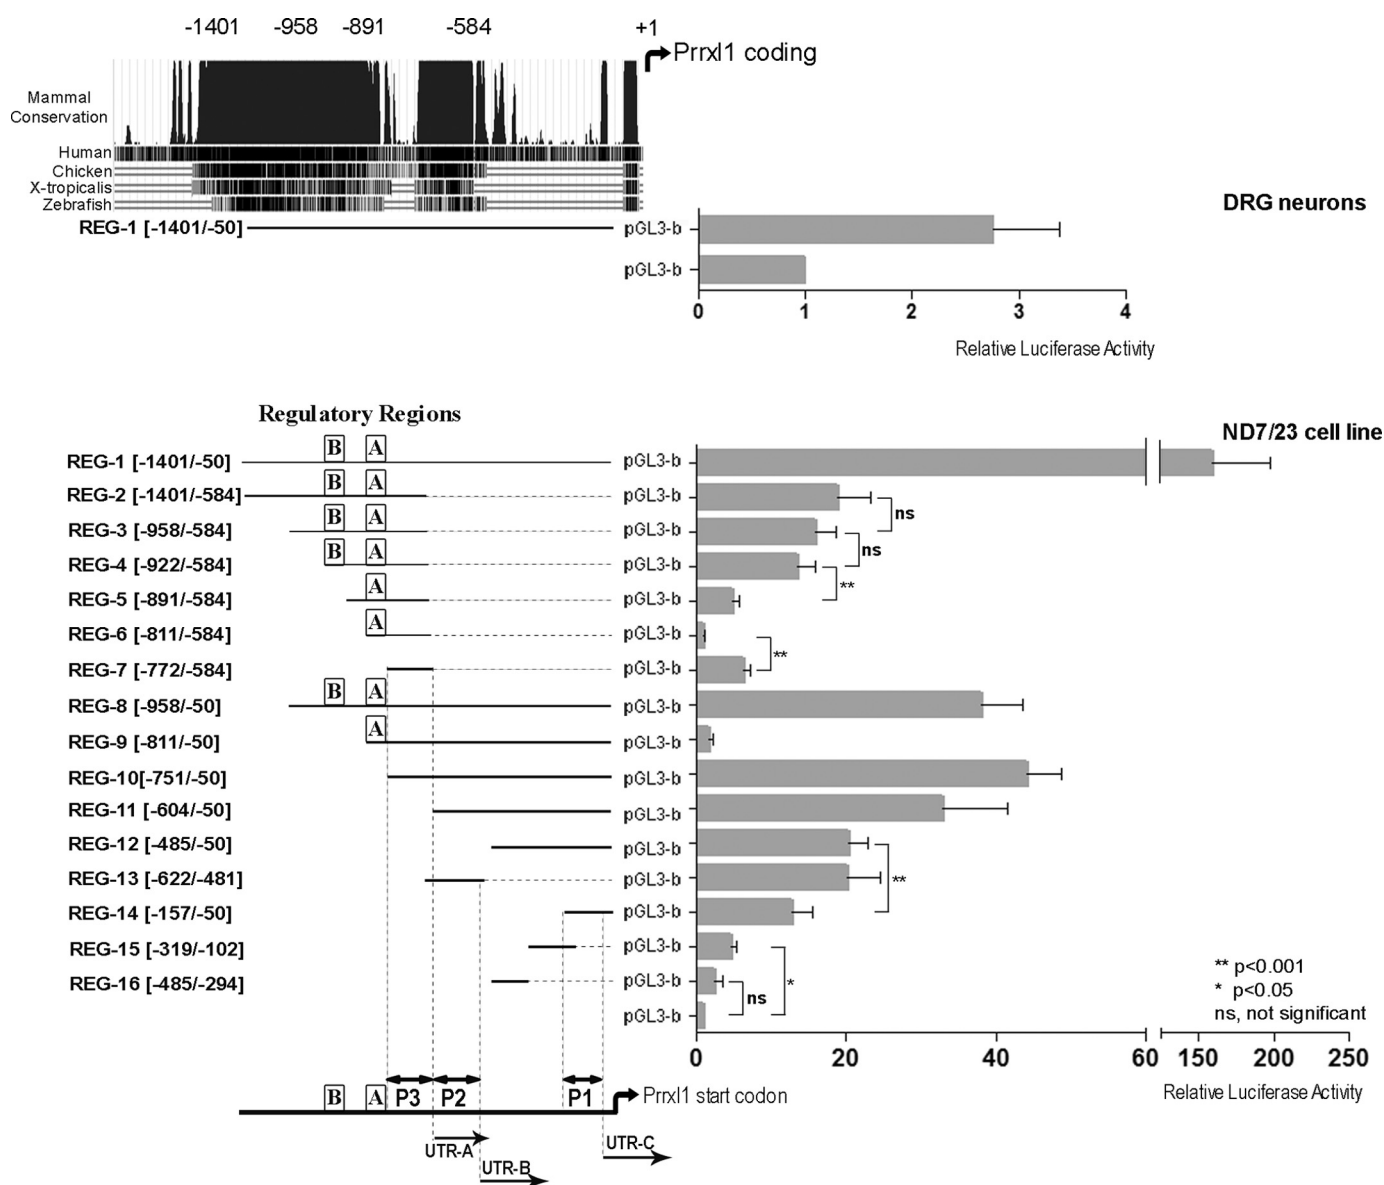 -1401 -958 -891 -584 +1
Prrxl1 coding
Mammal
Conservation
Human
Chicken
X-tropicalis
Zebrafish
REG-1 [-1401/-50] pGL3-b
pGL3-b
DRG neurons
0 1 2 3 4
Relative Luciferase Activity
Regulatory Regions
ND7/23 cell line
REG-1 [-1401/-50] B A pGL3-b
REG-2 [-1401/-584] B A pGL3-b
ns
REG-3 [-958/-584] B A pGL3-b
ns
REG-4 [-922/-584] B A pGL3-b
**
REG-5 [-891/-584] A pGL3-b
REG-6 [-811/-584] A pGL3-b
**
REG-7 [-772/-584] pGL3-b
REG-8 [-958/-50] B A pGL3-b
REG-9 [-811/-50] A pGL3-b
REG-10[-751/-50] pGL3-b
REG-11 [-604/-50] pGL3-b
REG-12 [-485/-50] pGL3-b
REG-13 [-622/-481] pGL3-b
**
REG-14 [-157/-50] pGL3-b
REG-15 [-319/-102] pGL3-b
*
REG-16 [-485/-294] pGL3-b
ns
pGL3-b
** p<0.001
* p<0.05
ns, not significant
0 20 40 60 150 200 250
Relative Luciferase Activity
B A P3 P2 P1 Prrxl1 start codon
UTR-A
UTR-B
UTR-C